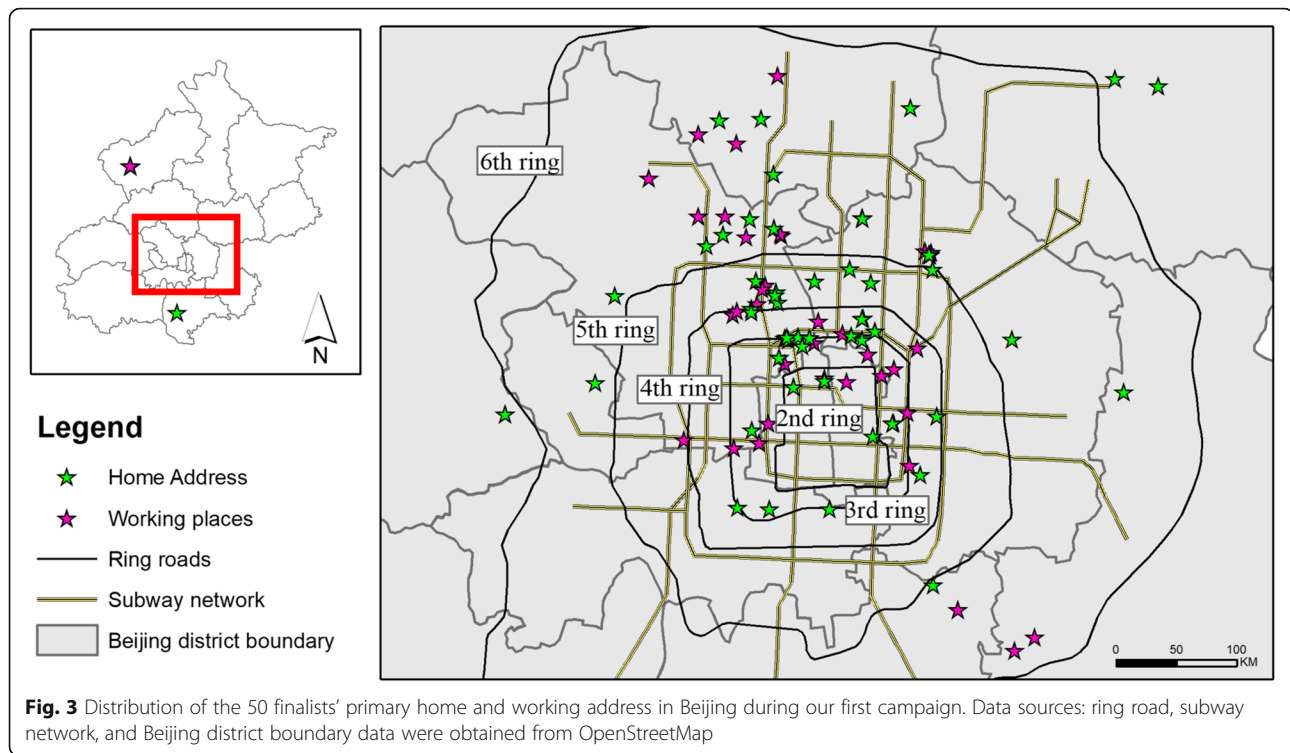 N
Legend
Home Address
Working places
Ring roads
Subway network
Beijing district boundary
6th ring
5th ring
4th ring
2nd ring
3rd ring
0 50 100
KM
Fig. 3 Distribution of the 50 finalists’ primary home and working address in Beijing during our first campaign. Data sources: ring road, subway
network, and Beijing district boundary data were obtained from OpenStreetMap